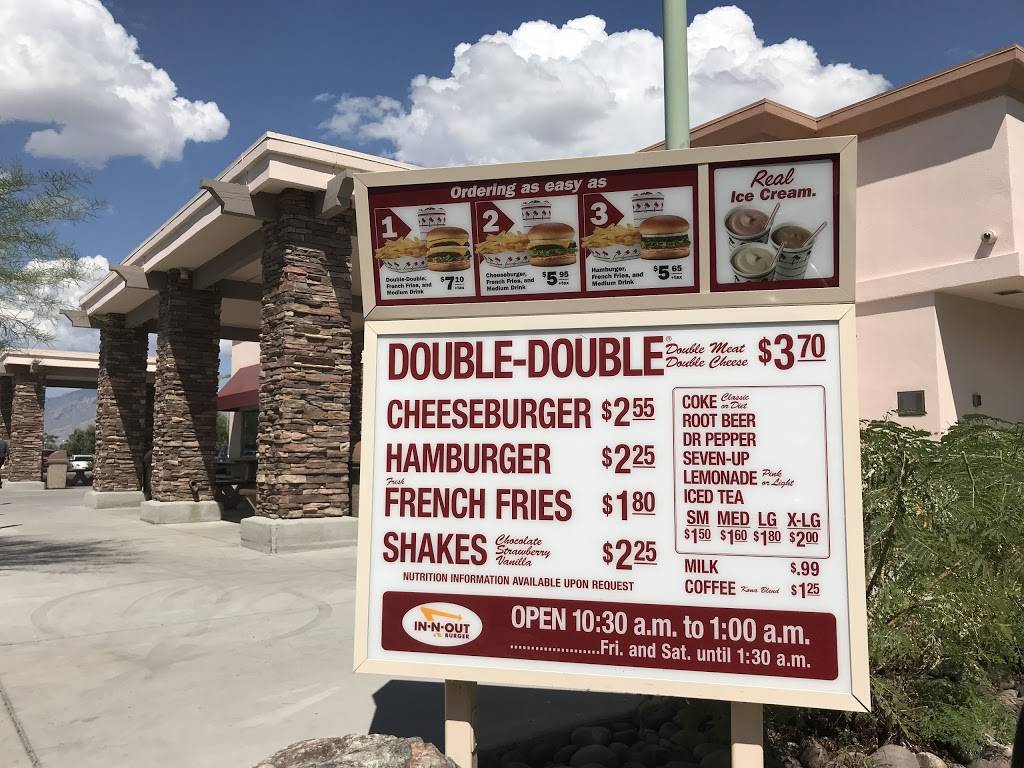 Ordering as easy as
1
Double-Double,
French Fries, and
Medium Drink
$7 10
+tax
2
Cheeseburger,
French Fries, and
Medium Drink
$5 95
+tax
3
Hamburger,
French Fries, and
Medium Drink
$5 65
+tax
Real
Ice Cream.
DOUBLE-DOUBLE® Double Meat
Double Cheese $3 70
CHEESEBURGER $2 55
HAMBURGER $2 25
Fresh
FRENCH FRIES $1 80
SHAKES Chocolate
Strawberry
Vanilla $2 25
NUTRITION INFORMATION AVAILABLE UPON REQUEST
COKE Classic
or Diet
ROOT BEER
DR PEPPER
SEVEN-UP
LEMONADE Pink
or Light
ICED TEA
SM MED LG X-LG
$1 50 $1 60 $1 80 $2 00
MILK $.99
COFFEE Kona Blend $1 25
IN-N-OUT
BURGER
OPEN 10:30 a.m. to 1:00 a.m.
....................Fri. and Sat. until 1:30 a.m.